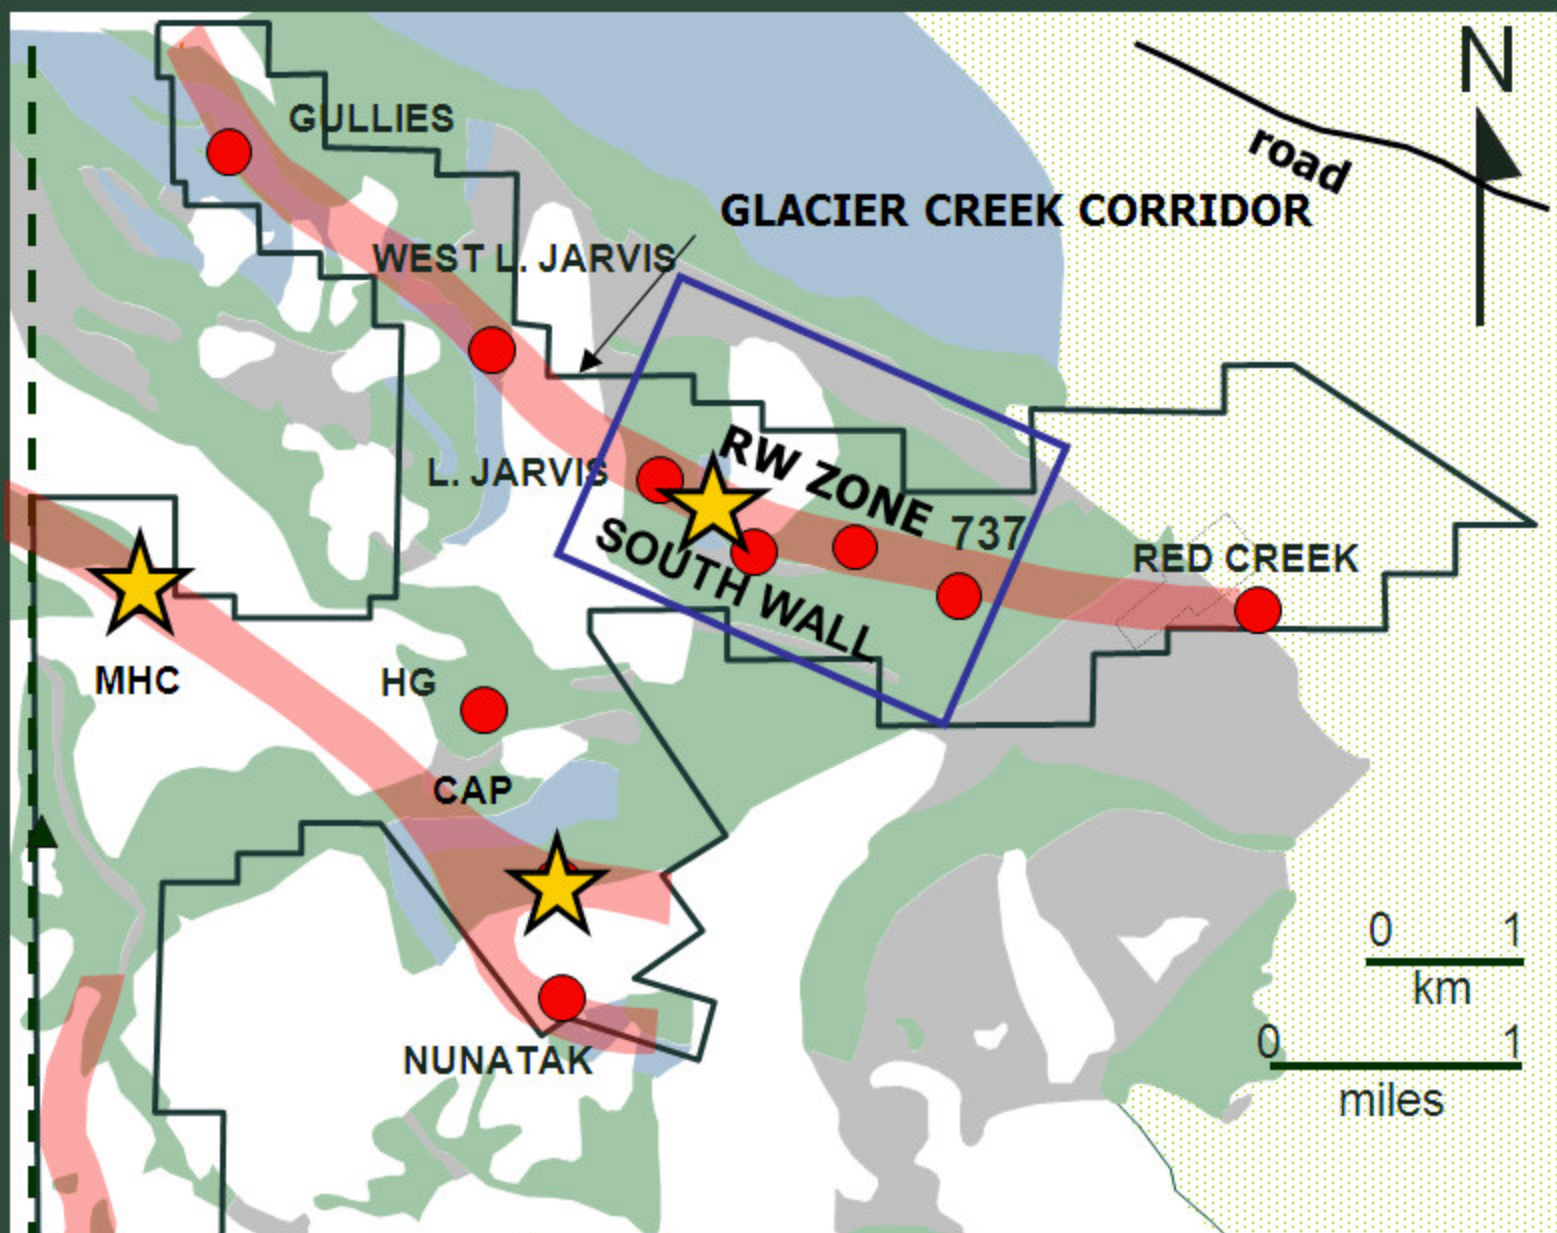 N
GULLIES
road
GLACIER CREEK CORRIDOR
WEST L. JARVIS
RW ZONE
L. JARVIS
737
SOUTH WALL
RED CREEK
MHC
HG
CAP
0 1
km
NUNATAK
0 1
miles